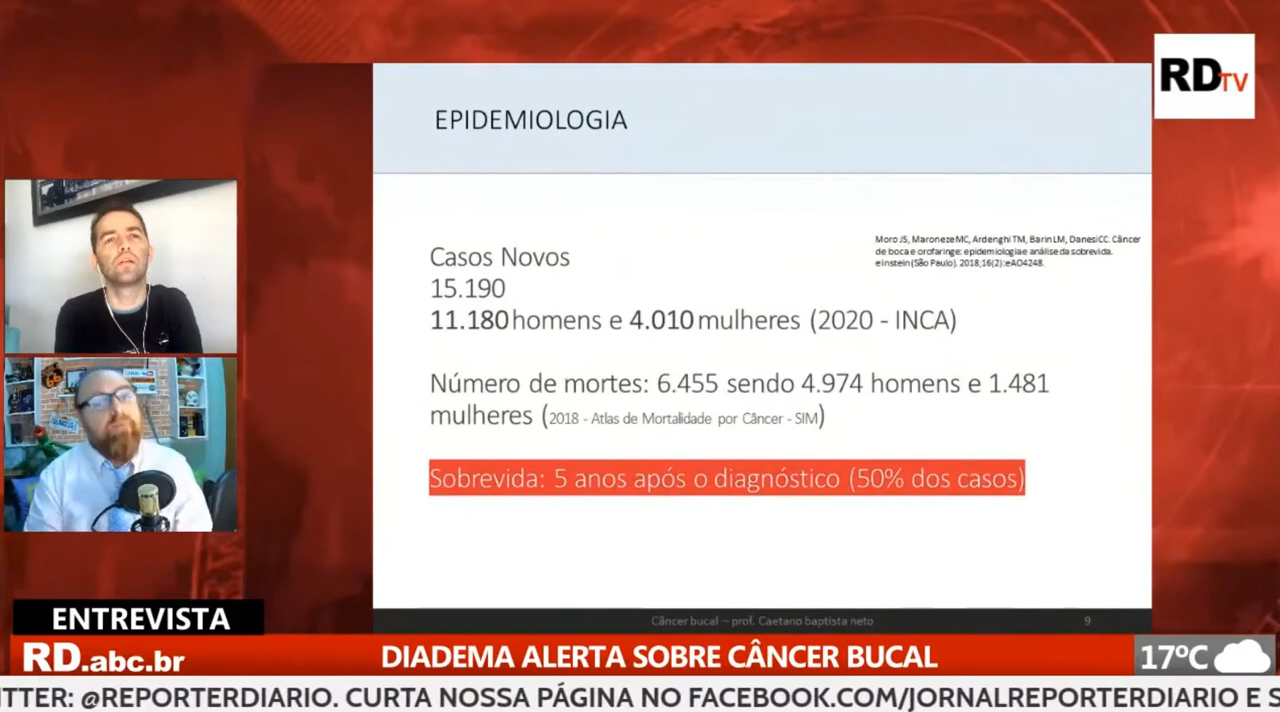 RDTV
EPIDEMIOLOGIA
Moro JS, Maroneze MC, Ardenghi TM, Barin LM, Danesi CC. Câncer
de boca e orofaringe: epidemiologia e análise da sobrevida.
einstein (São Paulo). 2018;16(2):eAO4248.
Casos Novos
15.190
11.180 homens e 4.010 mulheres (2020 - INCA)
Número de mortes: 6.455 sendo 4.974 homens e 1.481
mulheres (2018 - Atlas de Mortalidade por Câncer - SIM)
Sobrevida: 5 anos após o diagnóstico (50% dos casos)
Câncer bucal – prof. Caetano baptista neto 9
ENTREVISTA
RD.abc.br
DIADEMA ALERTA SOBRE CÂNCER BUCAL
17ºC
ITTER: @REPORTERDIARIO. CURTA NOSSA PÁGINA NO FACEBOOK.COM/JORNALREPORTERDIARIO E S